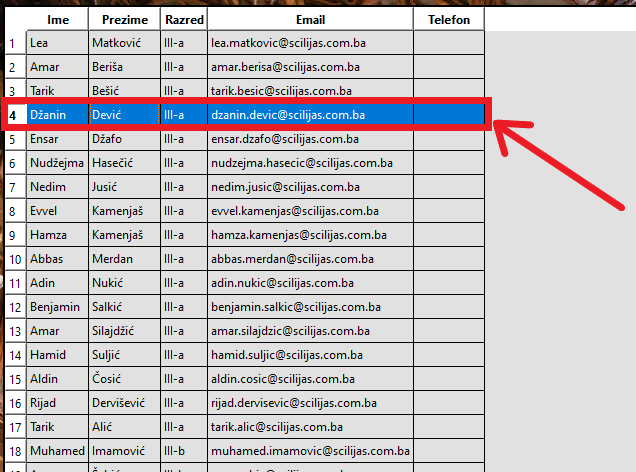 Ime Prezime Razred Email Telefon
1 Lea Matković III-a lea.matkovic@scilijas.com.ba
2 Amar Beriša III-a amar.berisa@scilijas.com.ba
3 Tarik Bešić III-a tarik.besic@scilijas.com.ba
4 Džanin Dević III-a dzanin.devic@scilijas.com.ba
5 Ensar Džafo III-a ensar.dzafo@scilijas.com.ba
6 Nudžejma Hasečić III-a nudzejma.hasecic@scilijas.com.ba
7 Nedim Jusić III-a nedim.jusic@scilijas.com.ba
8 Evvel Kamenjaš III-a evvel.kamenjas@scilijas.com.ba
9 Hamza Kamenjaš III-a hamza.kamenjas@scilijas.com.ba
10 Abbas Merdan III-a abbas.merdan@scilijas.com.ba
11 Adin Nukić III-a adin.nukic@scilijas.com.ba
12 Benjamin Salkić III-a benjamin.salkic@scilijas.com.ba
13 Amar Silajdžić III-a amar.silajdzic@scilijas.com.ba
14 Hamid Suljić III-a hamid.suljic@scilijas.com.ba
15 Aldin Ćosić III-a aldin.cosic@scilijas.com.ba
16 Rijad Dervišević III-a rijad.dervisevic@scilijas.com.ba
17 Tarik Alić III-a tarik.alic@scilijas.com.ba
18 Muhamed Imamović III-b muhamed.imamovic@scilijas.com.ba